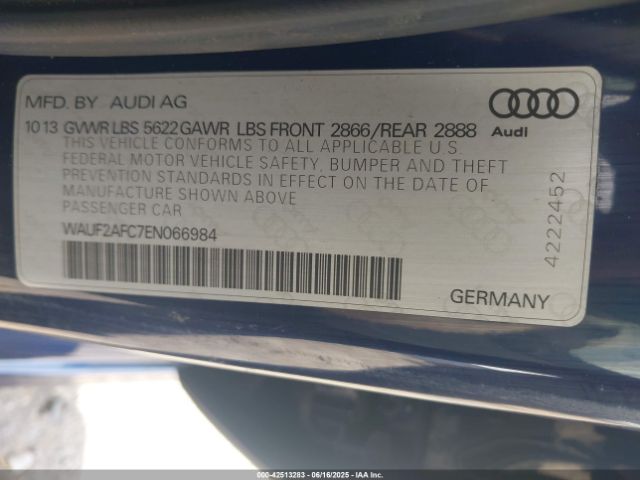 MFD. BY AUDI AG
Audi
1013 GVWR LBS 5622 GAWR LBS FRONT 2866/REAR 2888
THIS VEHICLE CONFORMS TO ALL APPLICABLE U.S.
FEDERAL MOTOR VEHICLE SAFETY, BUMPER AND THEFT
PREVENTION STANDARDS IN EFFECT ON THE DATE OF
MANUFACTURE SHOWN ABOVE
PASSENGER CAR
WAUF2AFC7EN066984
4222452
GERMANY
000-42513283 - 06/16/2025 - IAA Inc.